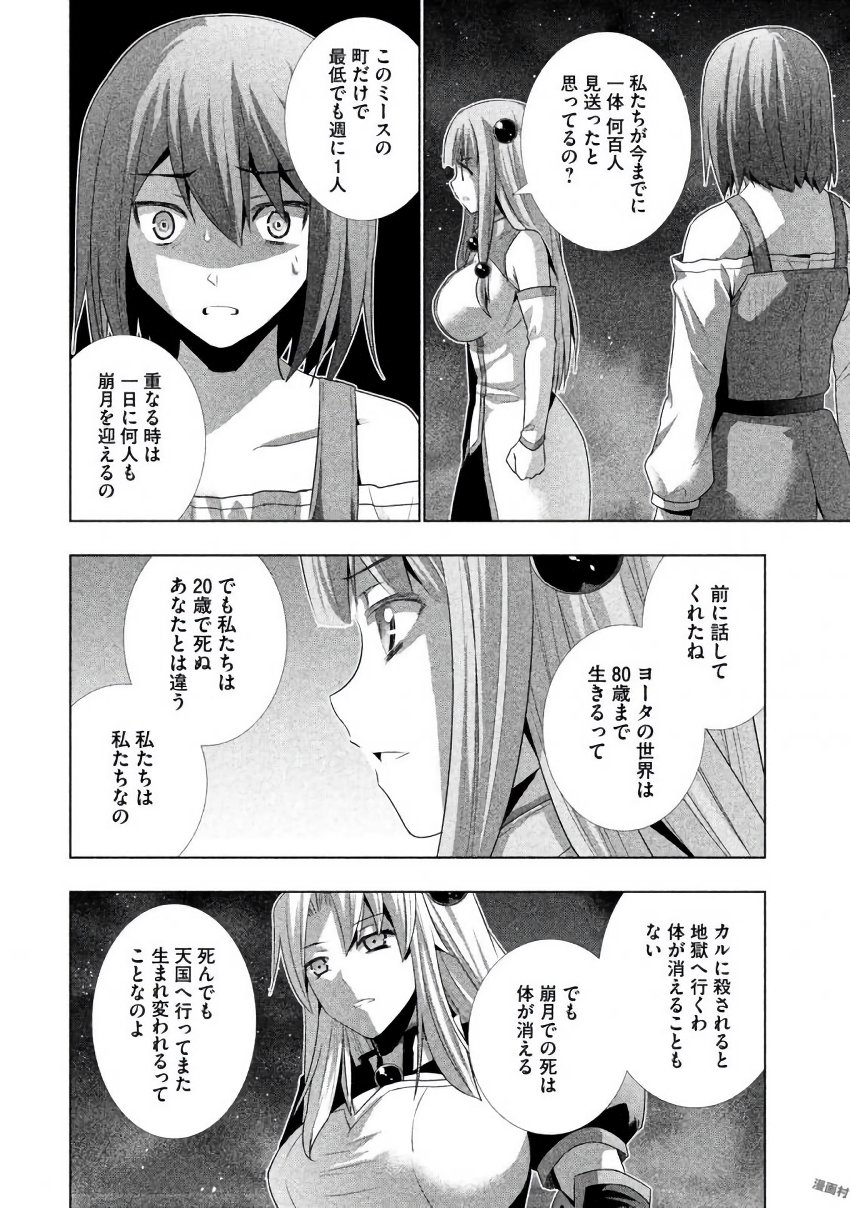 私たちが今までに
一体 何百人
見送ったと
思ってるの？
このミースの
町だけで
最低でも週に1人
重なる時は
一日に何人も
崩月を迎えるの
前に話して
くれたね
ヨータの世界は
80歳まで
生きるって
でも私たちは
20歳で死ぬ
あなたとは違う
私たちは
私たちなの
カルに殺されると
地獄へ行くわ
体が消えることも
ない
でも
崩月での死は
体が消える
死んでも
天国へ行ってまた
生まれ変われるって
ことなのよ
漫画村